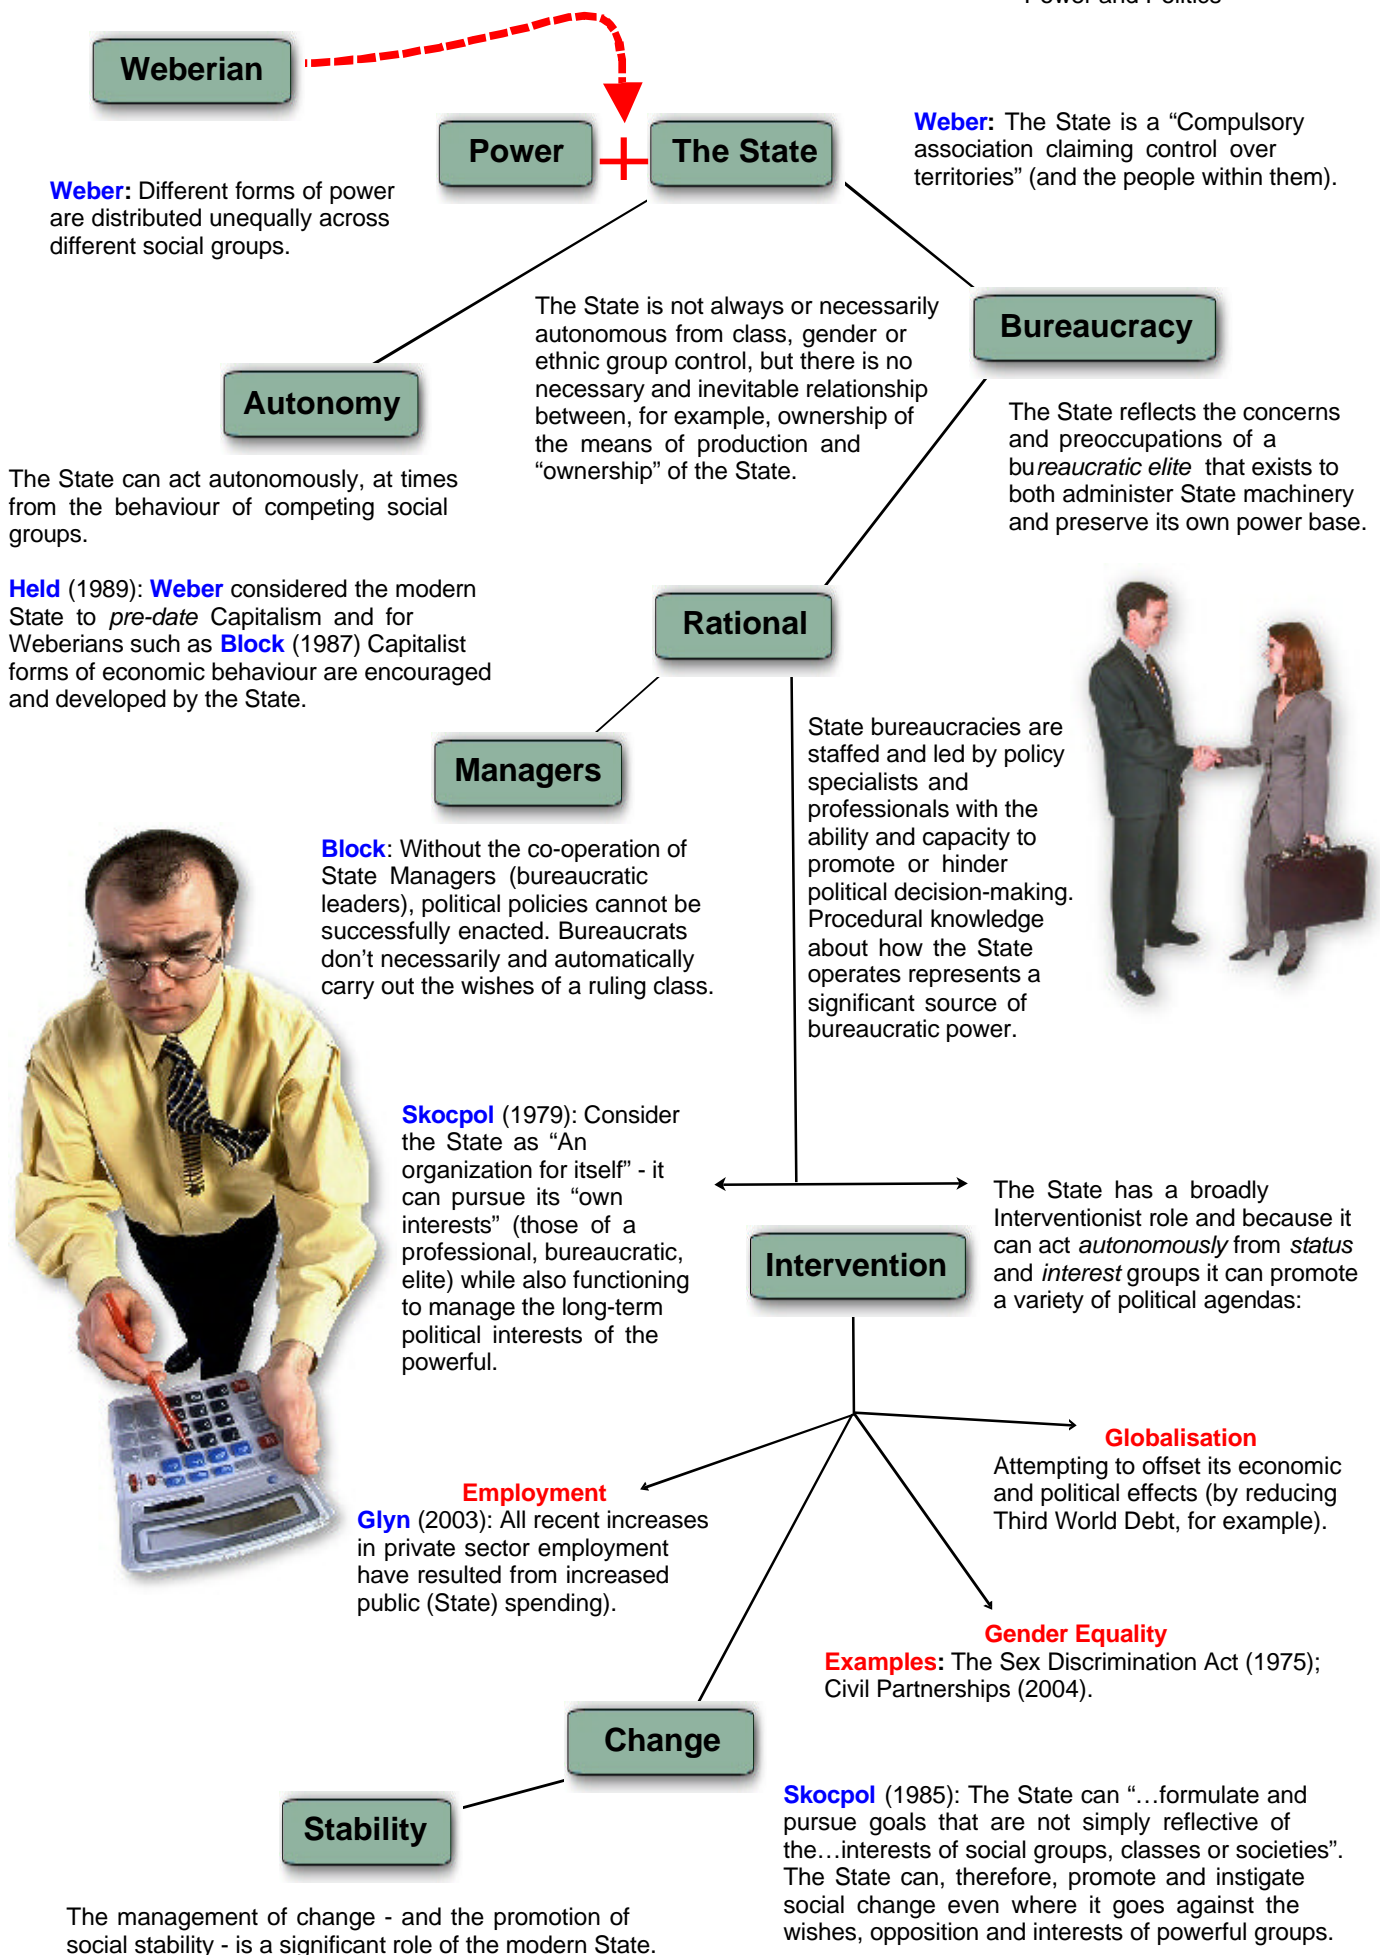 Power and Politics
Weberian
Power
The State
Weber: The State is a “Compulsory
association claiming control over
territories” (and the people within them).
Weber: Different forms of power
are distributed unequally across
different social groups.
The State is not always or necessarily
autonomous from class, gender or
ethnic group control, but there is no
necessary and inevitable relationship
between, for example, ownership of
the means of production and
“ownership” of the State.
Bureaucracy
Autonomy
The State reflects the concerns
and preoccupations of a
bureaucratic elite that exists to
both administer State machinery
and preserve its own power base.
The State can act autonomously, at times
from the behaviour of competing social
groups.
Held (1989): Weber considered the modern
State to pre-date Capitalism and for
Weberians such as Block (1987) Capitalist
forms of economic behaviour are encouraged
and developed by the State.
Rational
Managers
State bureaucracies are
staffed and led by policy
specialists and
professionals with the
ability and capacity to
promote or hinder
political decision-making.
Procedural knowledge
about how the State
operates represents a
significant source of
bureaucratic power.
Block: Without the co-operation of
State Managers (bureaucratic
leaders), political policies cannot be
successfully enacted. Bureaucrats
don’t necessarily and automatically
carry out the wishes of a ruling class.
Skocpol (1979): Consider
the State as “An
organization for itself” - it
can pursue its “own
interests” (those of a
professional, bureaucratic,
elite) while also functioning
to manage the long-term
political interests of the
powerful.
The State has a broadly
Interventionist role and because it
can act autonomously from status
and interest groups it can promote
a variety of political agendas:
Intervention
Globalisation
Attempting to offset its economic
and political effects (by reducing
Third World Debt, for example).
Employment
Glyn (2003): All recent increases
in private sector employment
have resulted from increased
public (State) spending).
Gender Equality
Examples: The Sex Discrimination Act (1975);
Civil Partnerships (2004).
Change
Stability
Skocpol (1985): The State can “…formulate and
pursue goals that are not simply reflective of
the…interests of social groups, classes or societies”.
The State can, therefore, promote and instigate
social change even where it goes against the
wishes, opposition and interests of powerful groups.
The management of change - and the promotion of
social stability - is a significant role of the modern State.